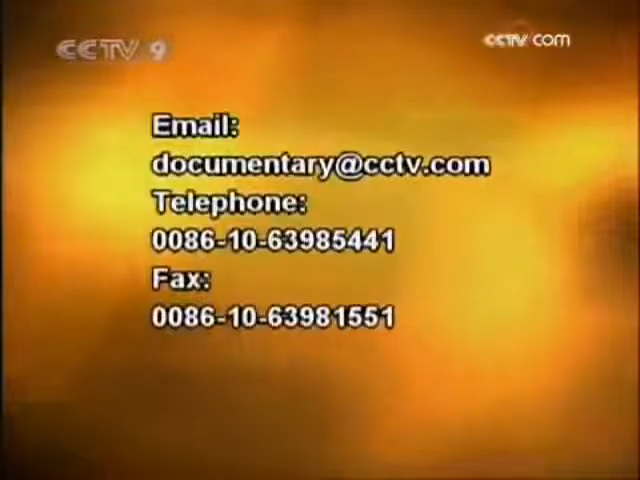 CCTV 9
CCTV.COM
Email:
documentary@cctv.com
Telephone:
0086-10-63985441
Fax:
0086-10-63981551